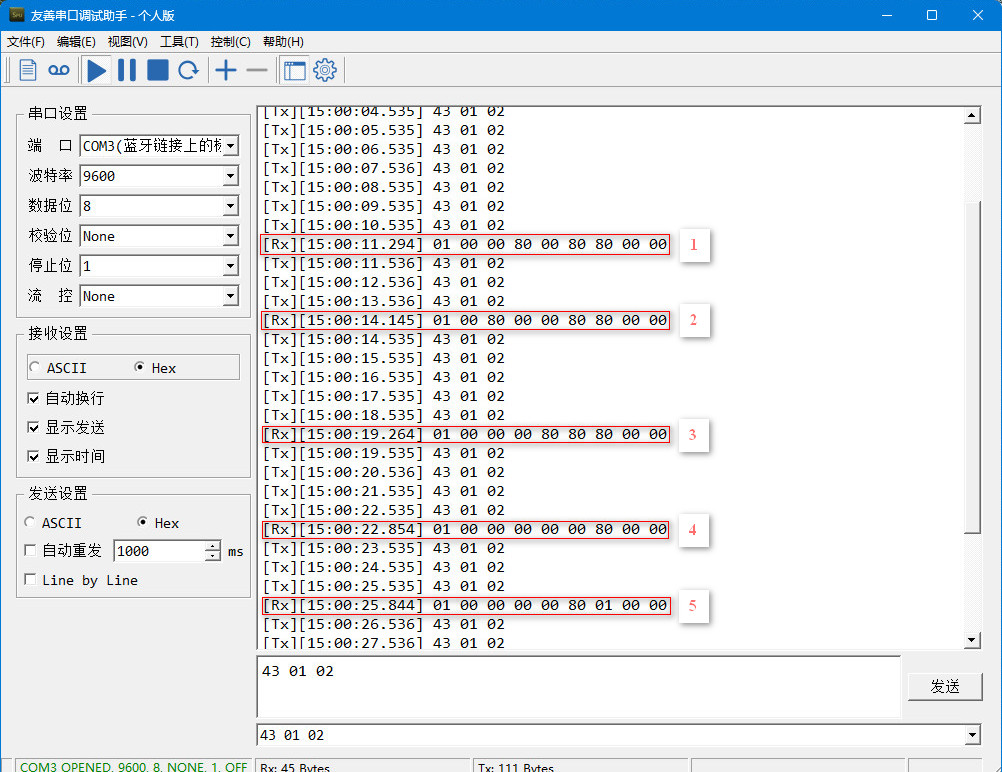 友善串口调试助手 - 个人版
文件(F) 编辑(E) 视图(V) 工具(T) 控制(C) 帮助(H)
串口设置
端 口 COM3(蓝牙链接上的标
波特率 9600
数据位 8
校验位 None
停止位 1
流 控 None
接收设置
ASCII Hex
自动换行
显示发送
显示时间
发送设置
ASCII Hex
自动重发 1000 ms
Line by Line
[Tx][15:00:04.535] 43 01 02
[Tx][15:00:05.535] 43 01 02
[Tx][15:00:06.535] 43 01 02
[Tx][15:00:07.536] 43 01 02
[Tx][15:00:08.535] 43 01 02
[Tx][15:00:09.535] 43 01 02
[Tx][15:00:10.535] 43 01 02
[Rx][15:00:11.294] 01 00 00 80 00 80 80 00 00 1
[Tx][15:00:11.536] 43 01 02
[Tx][15:00:12.536] 43 01 02
[Tx][15:00:13.536] 43 01 02
[Rx][15:00:14.145] 01 00 80 00 00 80 80 00 00 2
[Tx][15:00:14.535] 43 01 02
[Tx][15:00:15.535] 43 01 02
[Tx][15:00:16.535] 43 01 02
[Tx][15:00:17.535] 43 01 02
[Tx][15:00:18.535] 43 01 02
[Rx][15:00:19.264] 01 00 00 00 80 80 80 00 00 3
[Tx][15:00:19.535] 43 01 02
[Tx][15:00:20.536] 43 01 02
[Tx][15:00:21.535] 43 01 02
[Tx][15:00:22.535] 43 01 02
[Rx][15:00:22.854] 01 00 00 00 00 00 80 00 00 4
[Tx][15:00:23.535] 43 01 02
[Tx][15:00:24.535] 43 01 02
[Tx][15:00:25.535] 43 01 02
[Rx][15:00:25.844] 01 00 00 00 00 80 01 00 00 5
[Tx][15:00:26.536] 43 01 02
[Tx][15:00:27.536] 43 01 02
43 01 02
发送
43 01 02
COM3 OPENED, 9600, 8, NONE, 1, OFF Rx: 45 Bytes Tx: 111 Bytes